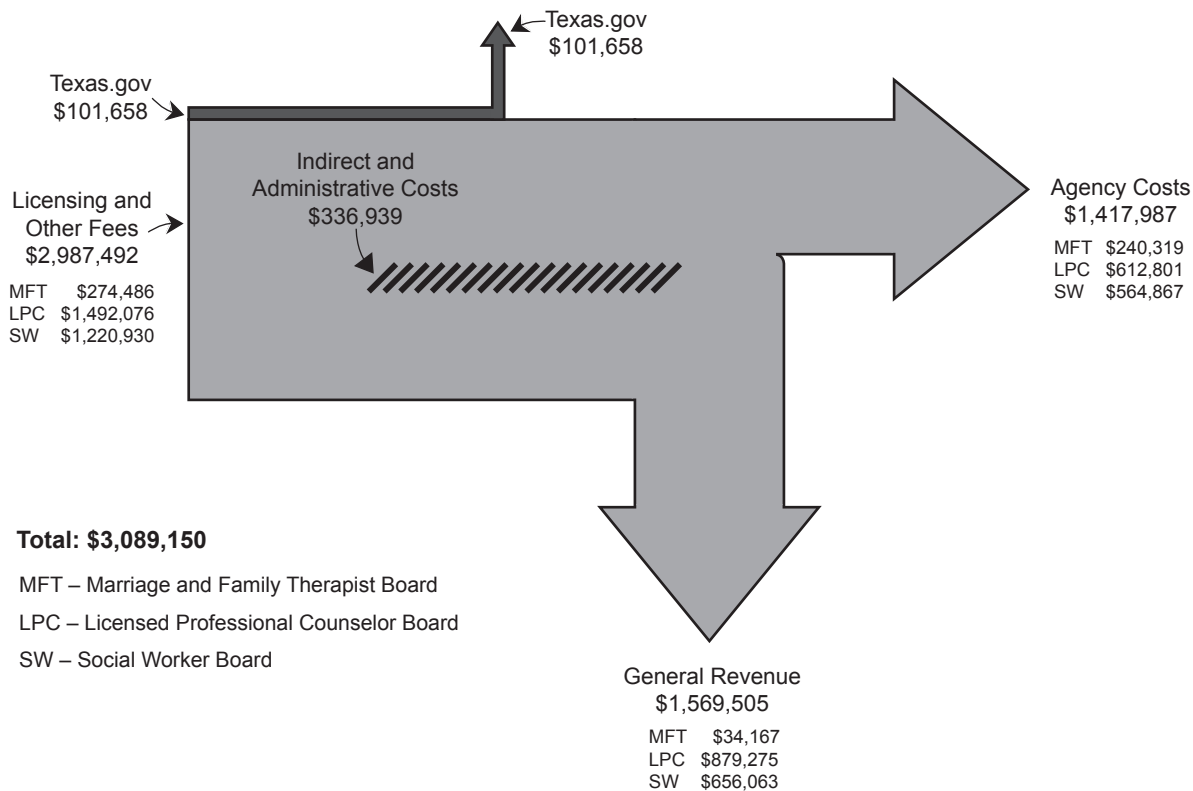 Texas.gov
$101,658
Texas.gov
$101,658
Indirect and
Administrative Costs
$336,939
Licensing and
Other Fees
$2,987,492
MFT $274,486
LPC $1,492,076
SW $1,220,930
Agency Costs
$1,417,987
MFT $240,319
LPC $612,801
SW $564,867
Total: $3,089,150
MFT – Marriage and Family Therapist Board
LPC – Licensed Professional Counselor Board
SW – Social Worker Board
General Revenue
$1,569,505
MFT $34,167
LPC $879,275
SW $656,063